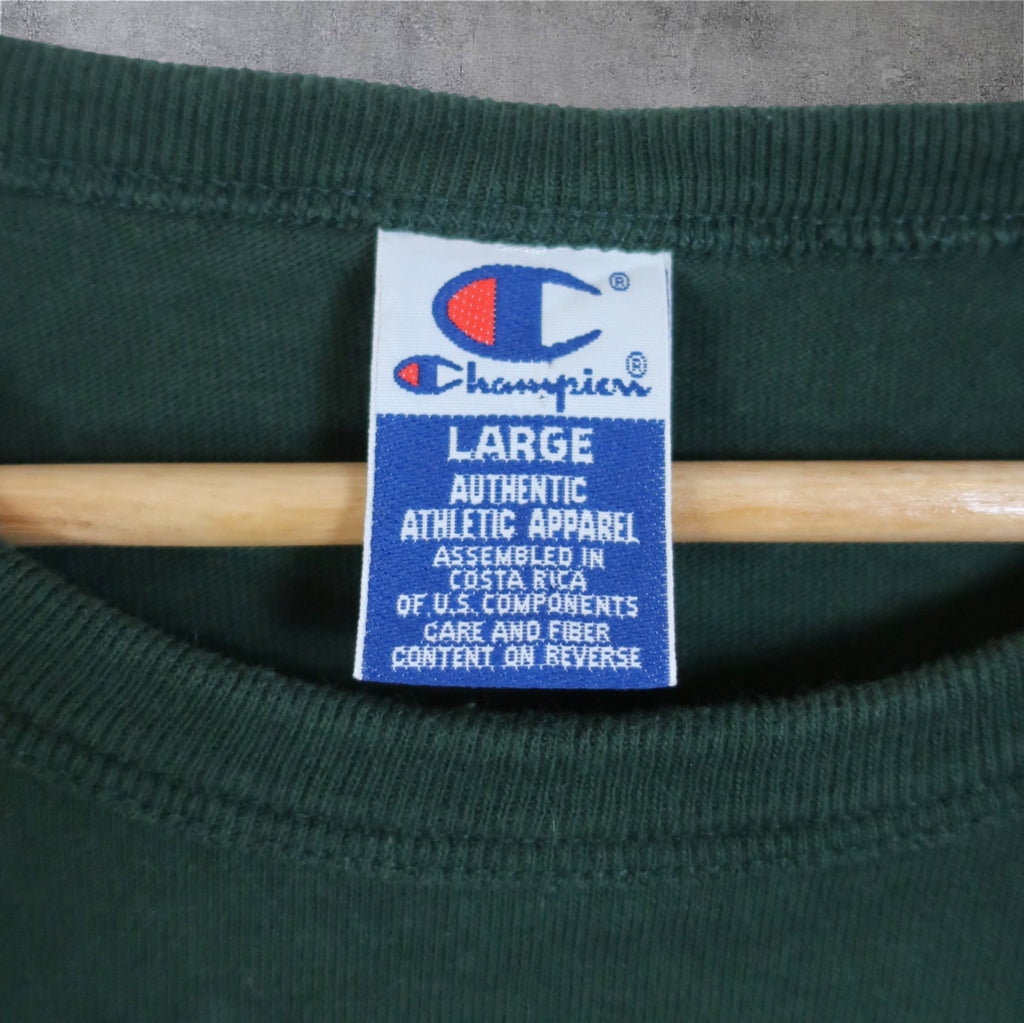 ®
Champion®
LARGE
AUTHENTIC
ATHLETIC APPAREL
ASSEMBLED IN
COSTA RICA
OF U.S. COMPONENTS
CARE AND FIBER
CONTENT ON REVERSE